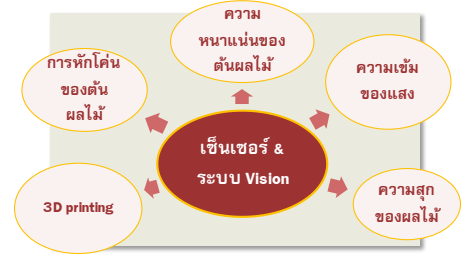 ความ
หนาแน่นของ
ต้นผลไม้
การหักโค่น
ของต้น
ผลไม้
ความเข้ม
ของแสง
เซ็นเซอร์ &
ระบบ Vision
3D printing
ความสุก
ของผลไม้